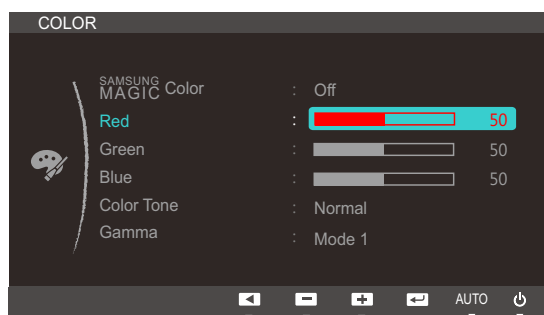 COLOR
SAMSUNG MAGIC Color : Off
Red : 50
Green : 50
Blue : 50
Color Tone : Normal
Gamma : Mode 1
AUTO